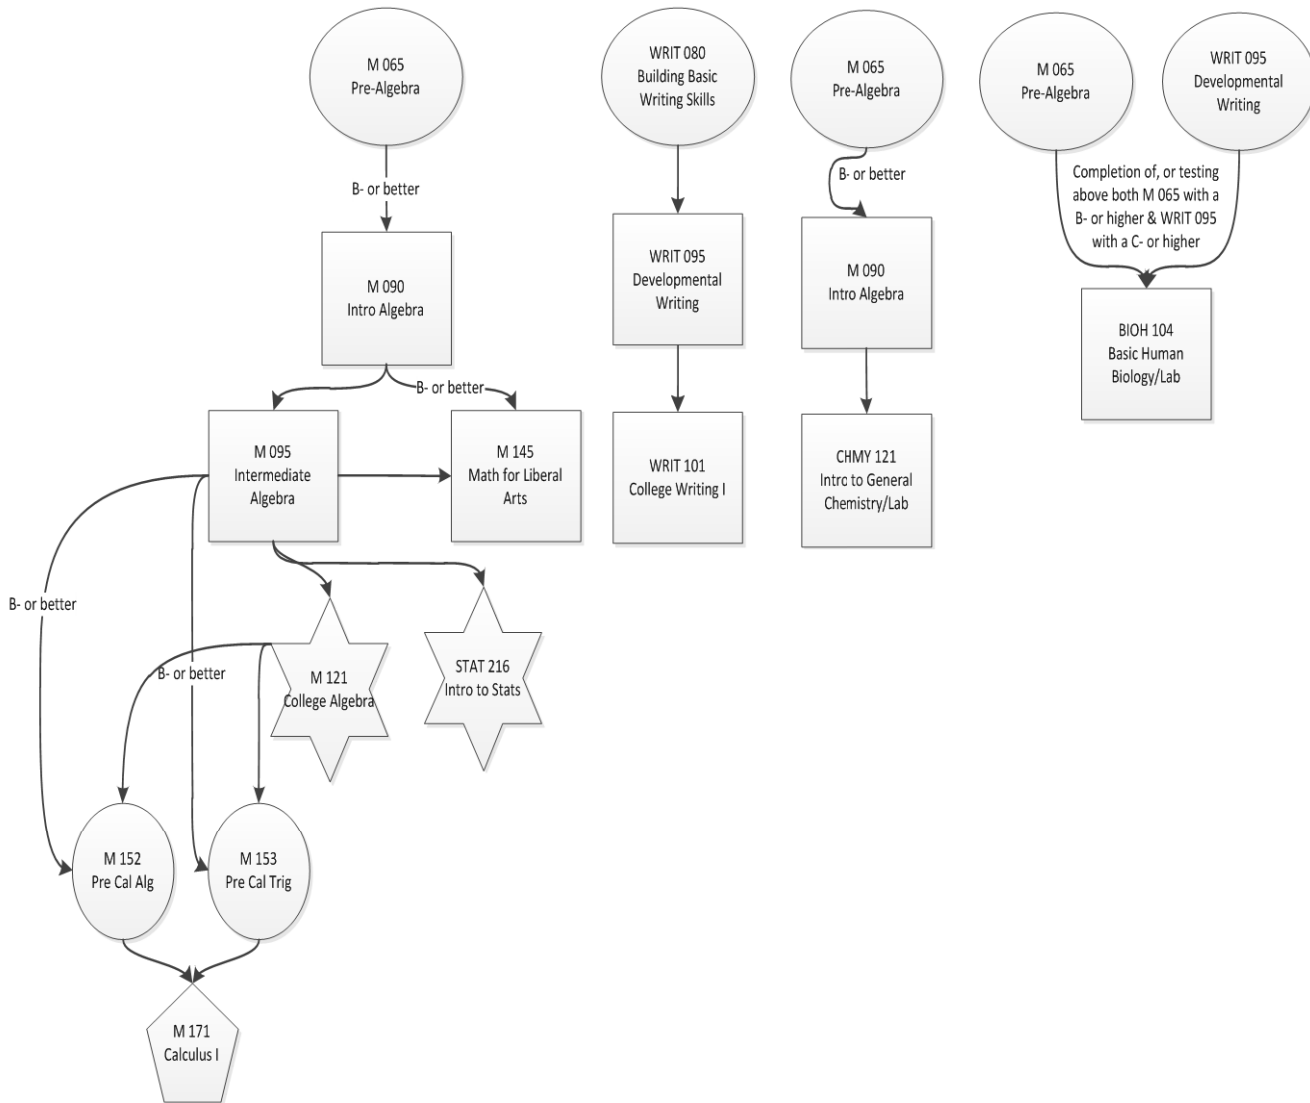 M 065
Pre-Algebra
B- or better
M 090
Intro Algebra
B- or better
M 095
Intermediate
Algebra
M 145
Math for Liberal
Arts
B- or better
B- or better
M 121
College Algebra
STAT 216
Intro to Stats
M 152
Pre Cal Alg
M 153
Pre Cal Trig
M 171
Calculus I
WRIT 080
Building Basic
Writing Skills
WRIT 095
Developmental
Writing
WRIT 101
College Writing I
M 065
Pre-Algebra
B- or better
M 090
Intro Algebra
CHMY 121
Intro to General
Chemistry/Lab
M 065
Pre-Algebra
WRIT 095
Developmental
Writing
Completion of, or testing
above both M 065 with a
B- or higher & WRIT 095
with a C- or higher
BIOH 104
Basic Human
Biology/Lab